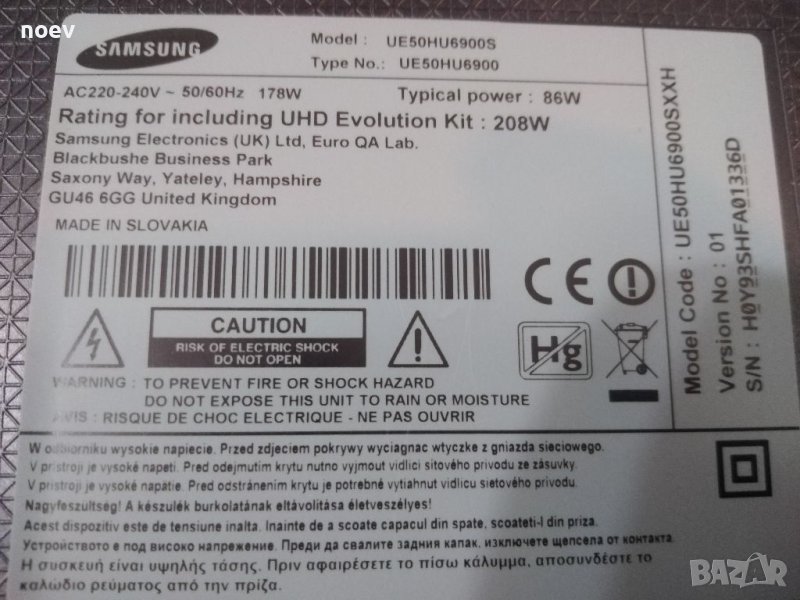 noev
SAMSUNG
Model : UE50HU6900S
Type No.: UE50HU6900
AC220-240V ~ 50/60Hz 178W
Typical power : 86W
Rating for including UHD Evolution Kit : 208W
Samsung Electronics (UK) Ltd, Euro QA Lab.
Blackbushe Business Park
Saxony Way, Yateley, Hampshire
GU46 6GG United Kingdom
MADE IN SLOVAKIA
CE
CAUTION
RISK OF ELECTRIC SHOCK
DO NOT OPEN
Hg
WARNING : TO PREVENT FIRE OR SHOCK HAZARD
DO NOT EXPOSE THIS UNIT TO RAIN OR MOISTURE
AVIS : RISQUE DE CHOC ELECTRIQUE - NE PAS OUVRIR
W odbiorniku wysokie napiecie. Przed zdjeciem pokrywy wyciagnac wtyczke z gniazda sieciowego.
V pristroji je vysoké napeti. Pred odejmutím krytu nutno vyjmout vidlici sitového privodu ze zásuvky.
V pristroji je vysoké napätie. Pred odstránením krytu je potrebné vytiahnut vidlicu sietového prívodu.
Nagyfeszültség! A készülék burkolatának eltávolitása életveszélyes!
Acest dispozitiv este de tensiune inalta. Inainte de a scoate capacul din spate, scoateti-l din priza.
Устройството е под високо напрежение. Преди да свалите задния капак, изключете щепсела от контакта.
Η συσκευή είναι υψηλής τάσης. Πριν αφαιρέσετε το πίσω κάλυμμα, αποσυνδέστε το
καλώδιο ρεύματος από την πρίζα.
Model Code : UE50HU6900SXXH
Version No : 01
S/N : H0Y93SHFA01336D
BAZAR